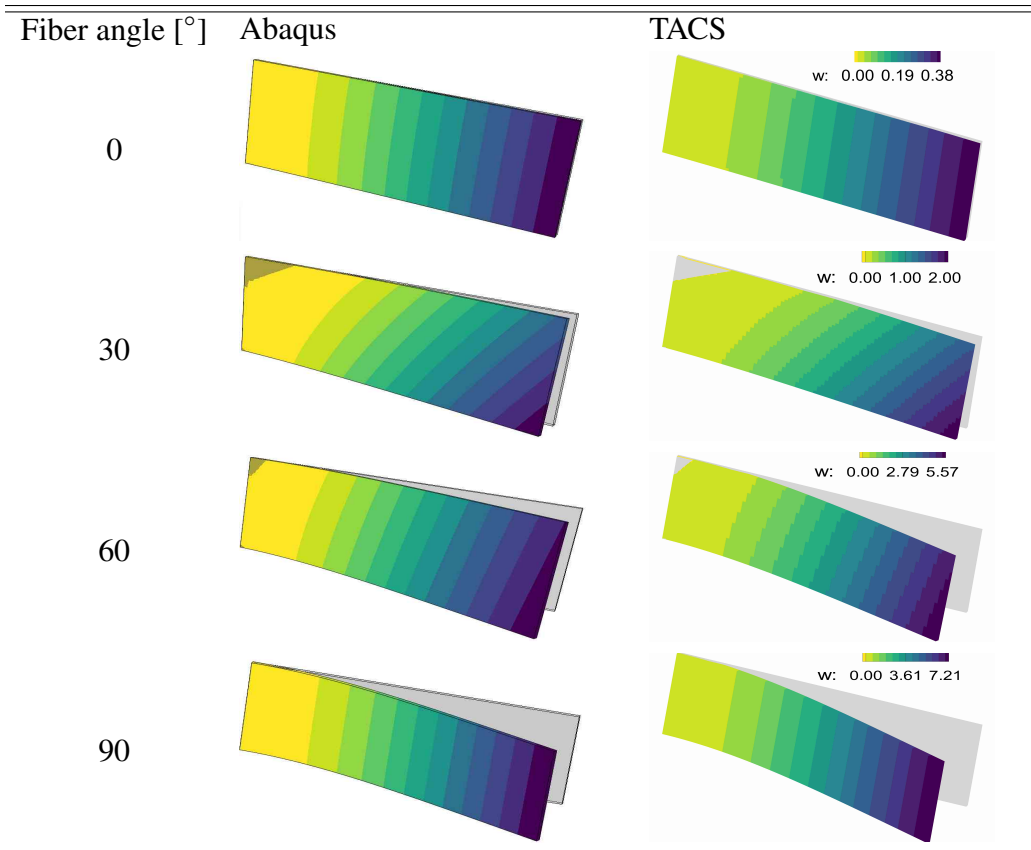 Fiber angle [°] Abaqus TACS
w: 0.00 0.19 0.38
0
w: 0.00 1.00 2.00
30
w: 0.00 2.79 5.57
60
w: 0.00 3.61 7.21
90